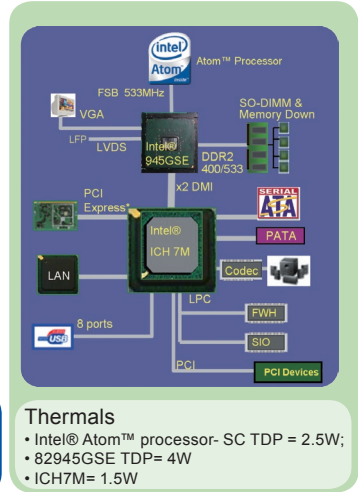 intel
Atom™
inside™
Atom™ Processor
FSB 533MHz
SO-DIMM &
Memory Down
VGA
LFP
LVDS
Intel®
945GSE
DDR2
400/533
x2 DMI
PCI
Express*
SERIAL
ATA
Intel®
ICH 7M
PATA
LAN
Codec
LPC
8 ports
FWH
USB
SIO
PCI
PCI Devices
Thermals
• Intel® Atom™ processor- SC TDP = 2.5W;
• 82945GSE TDP= 4W
• ICH7M= 1.5W